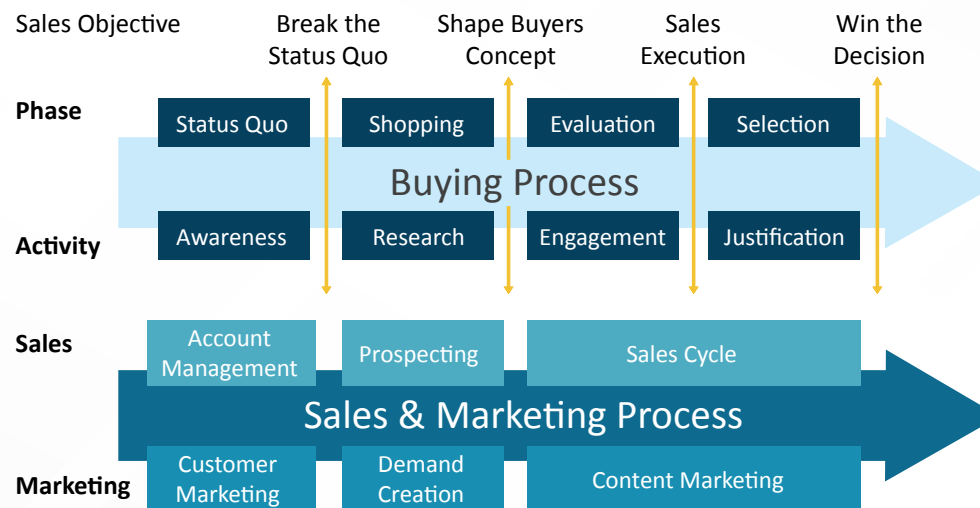 Sales Objective
Break the
Status Quo
Shape Buyers
Concept
Sales
Execution
Win the
Decision
Phase
Status Quo
Shopping
Evaluation
Selection
Buying Process
Activity
Awareness
Research
Engagement
Justification
Sales
Account
Management
Prospecting
Sales Cycle
Sales & Marketing Process
Marketing
Customer
Marketing
Demand
Creation
Content Marketing